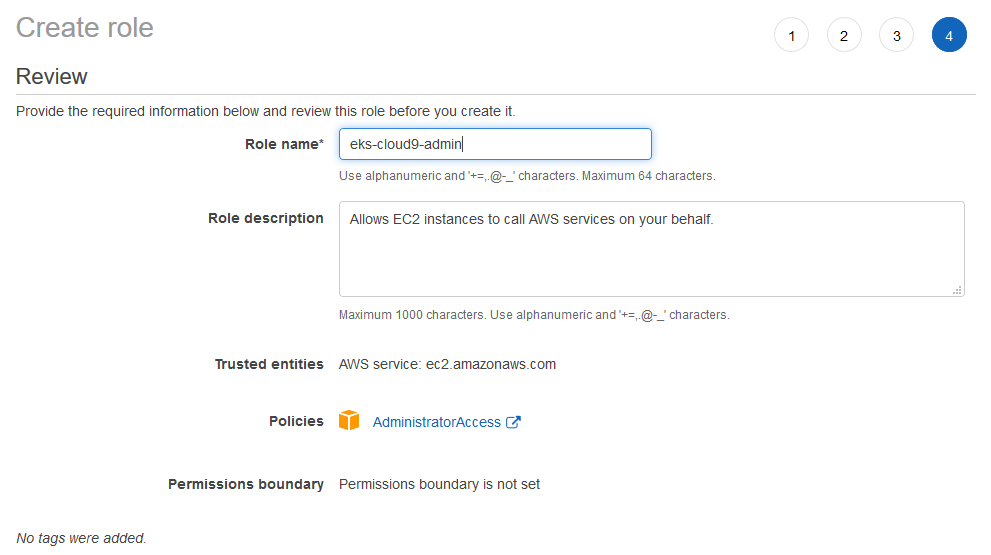 Create role
1 2 3 4
Review
Provide the required information below and review this role before you create it.
Role name* eks-cloud9-admin
Use alphanumeric and '+=,.@-_' characters. Maximum 64 characters.
Role description Allows EC2 instances to call AWS services on your behalf.
Maximum 1000 characters. Use alphanumeric and '+=,.@-_' characters.
Trusted entities AWS service: ec2.amazonaws.com
Policies AdministratorAccess
Permissions boundary Permissions boundary is not set
No tags were added.